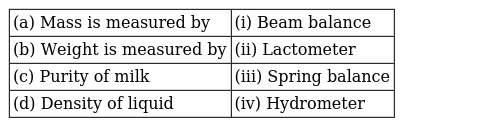 (a) Mass is measured by (i) Beam balance
(b) Weight is measured by (ii) Lactometer
(c) Purity of milk (iii) Spring balance
(d) Density of liquid (iv) Hydrometer